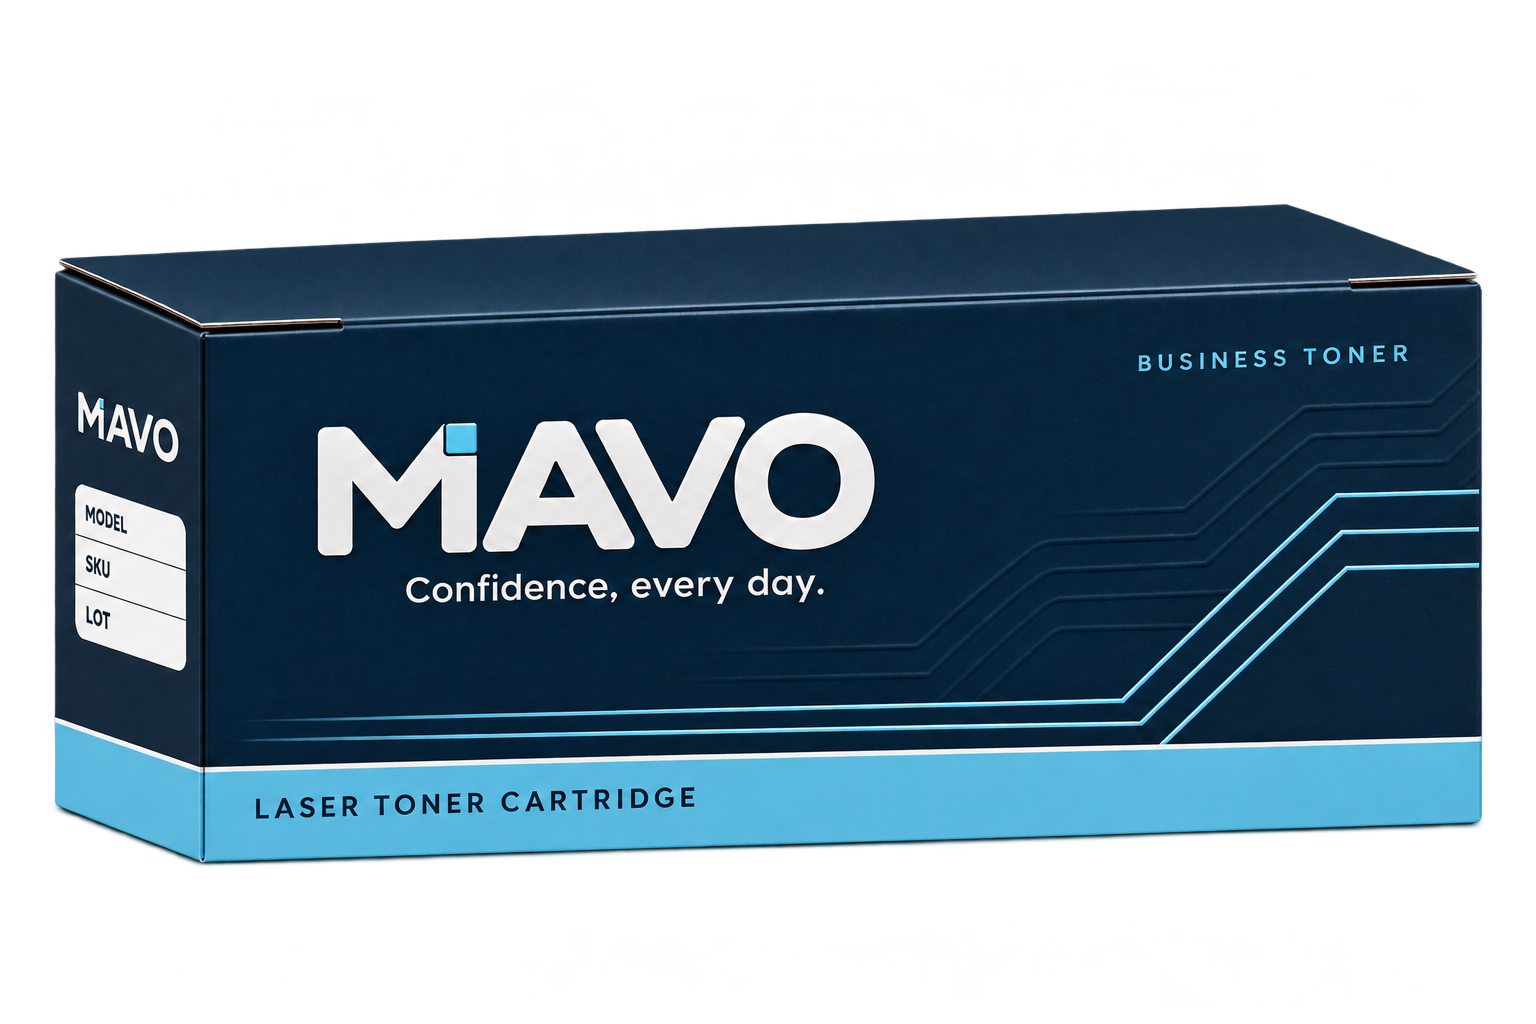 MAVO
MODEL
SKU
LOT
BUSINESS TONER
MAVO
Confidence, every day.
LASER TONER CARTRIDGE